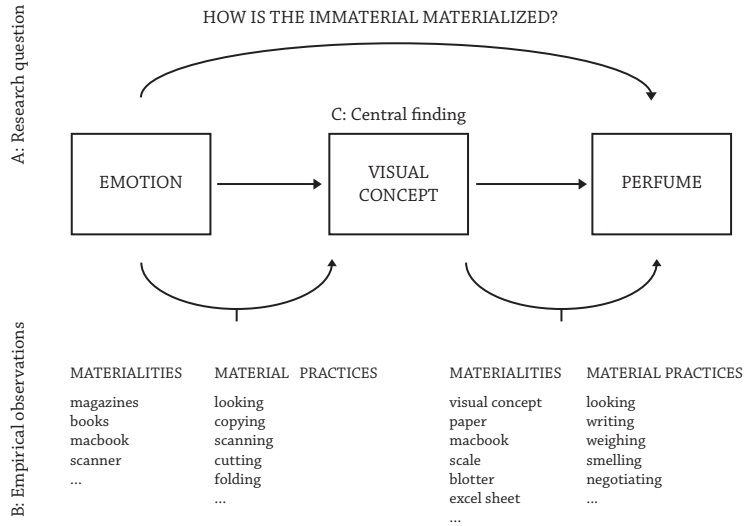 HOW IS THE IMMATERIAL MATERIALIZED?
A: Research question
C: Central finding
EMOTION
VISUAL
CONCEPT
PERFUME
B: Empirical observations
MATERIALITIES
magazines
books
macbook
scanner
...
MATERIAL PRACTICES
looking
copying
scanning
cutting
folding
...
MATERIALITIES
visual concept
paper
macbook
scale
blotter
excel sheet
...
MATERIAL PRACTICES
looking
writing
weighing
smelling
negotiating
...